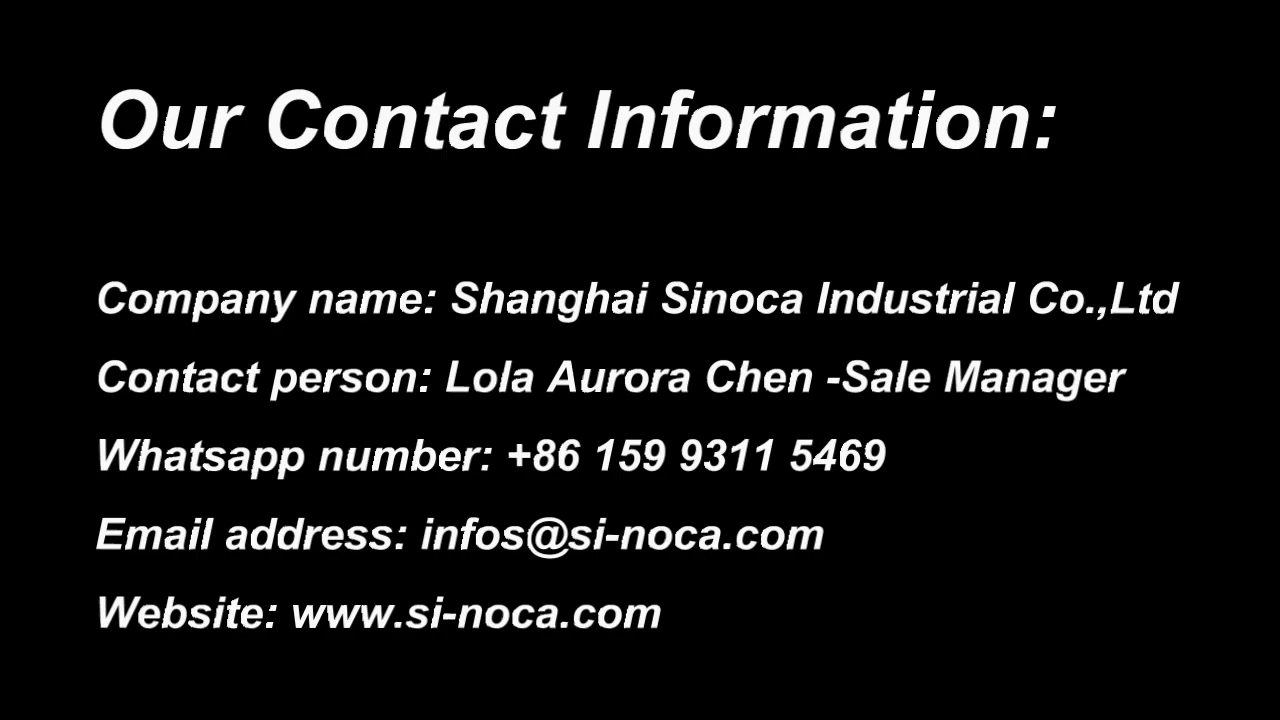 Our Contact Information:
Company name: Shanghai Sinoca Industrial Co.,Ltd
Contact person: Lola Aurora Chen -Sale Manager
Whatsapp number: +86 159 9311 5469
Email address: infos@si-noca.com
Website: www.si-noca.com